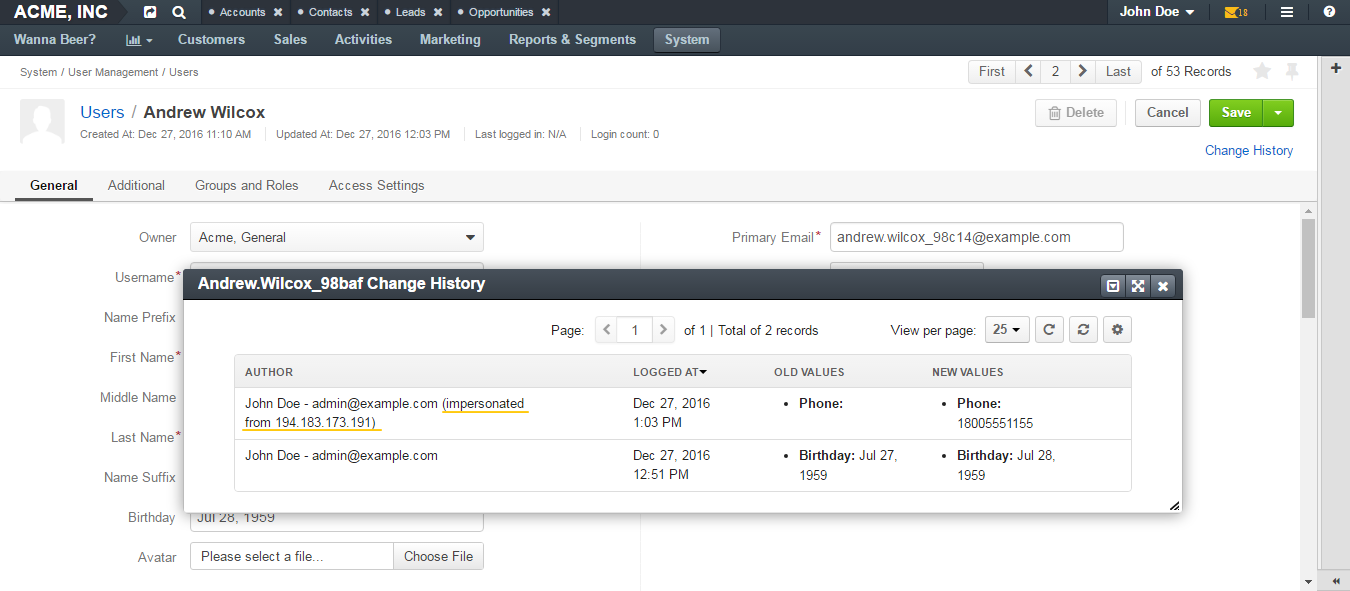 ACME, INC
Accounts ✖ • Contacts ✖ • Leads ✖ • Opportunities ✖
John Doe
18
Wanna Beer?
Customers
Sales
Activities
Marketing
Reports & Segments
System
System / User Management / Users
First
2
Last
of 53 Records
Users / Andrew Wilcox
Delete
Cancel
Save
Created At: Dec 27, 2016 11:10 AM
Updated At: Dec 27, 2016 12:03 PM
Last logged in: N/A
Login count: 0
Change History
General
Additional
Groups and Roles
Access Settings
Owner
Acme, General
Primary Email*
andrew.wilcox_98c14@example.com
Username*
Name Prefix
First Name*
Middle Name
Last Name*
Name Suffix
Birthday
Jul 28, 1959
Avatar
Please select a file...
Choose File
Andrew.Wilcox_98baf Change History
Page:
1
of 1 | Total of 2 records
View per page:
25
AUTHOR
LOGGED AT
OLD VALUES
NEW VALUES
John Doe - admin@example.com (impersonated
from 194.183.173.191)
Dec 27, 2016
1:03 PM
• Phone:
• Phone:
18005551155
John Doe - admin@example.com
Dec 27, 2016
12:51 PM
• Birthday: Jul 27,
1959
• Birthday: Jul 28,
1959